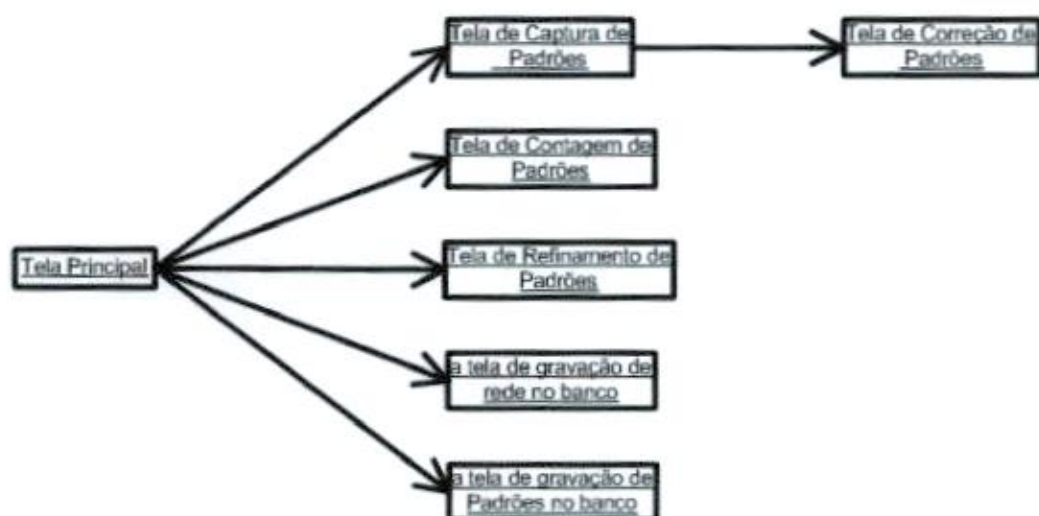 Tela de Captura de
Padrões
Tela de Correção de
Padrões
Tela de Contagem de
Padrões
Tela Principal
Tela de Refinamento de
Padrões
a tela de gravação de
rede no banco
a tela de gravação de
Padrões no banco